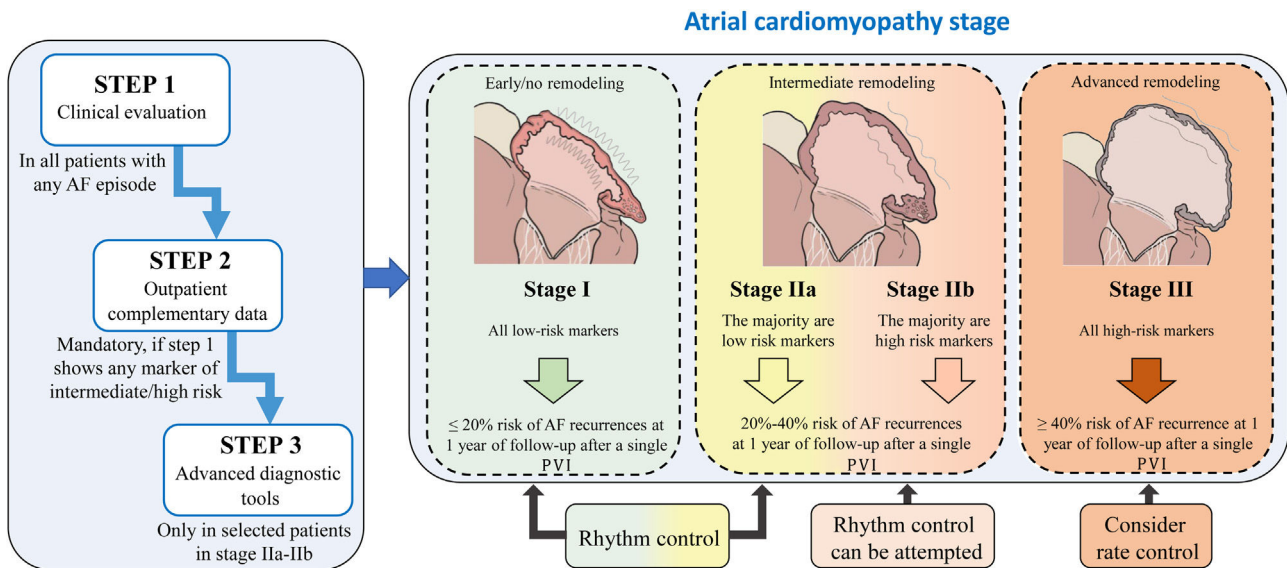 Atrial cardiomyopathy stage
STEP 1
Clinical evaluation
In all patients with
any AF episode
STEP 2
Outpatient
complementary data
Mandatory, if step 1
shows any marker of
intermediate/high risk
STEP 3
Advanced diagnostic
tools
Only in selected patients
in stage IIa-IIb
Early/no remodeling
Stage I
All low-risk markers
≤ 20% risk of AF recurrences at
1 year of follow-up after a single
PVI
Intermediate remodeling
Stage IIa
The majority are
low risk markers
Stage IIb
The majority are
high risk markers
20%-40% risk of AF recurrences
at 1 year of follow-up after a single
PVI
Advanced remodeling
Stage III
All high-risk markers
≥ 40% risk of AF recurrence at 1
year of follow-up after a single
PVI
Rhythm control
Rhythm control
can be attempted
Consider
rate control